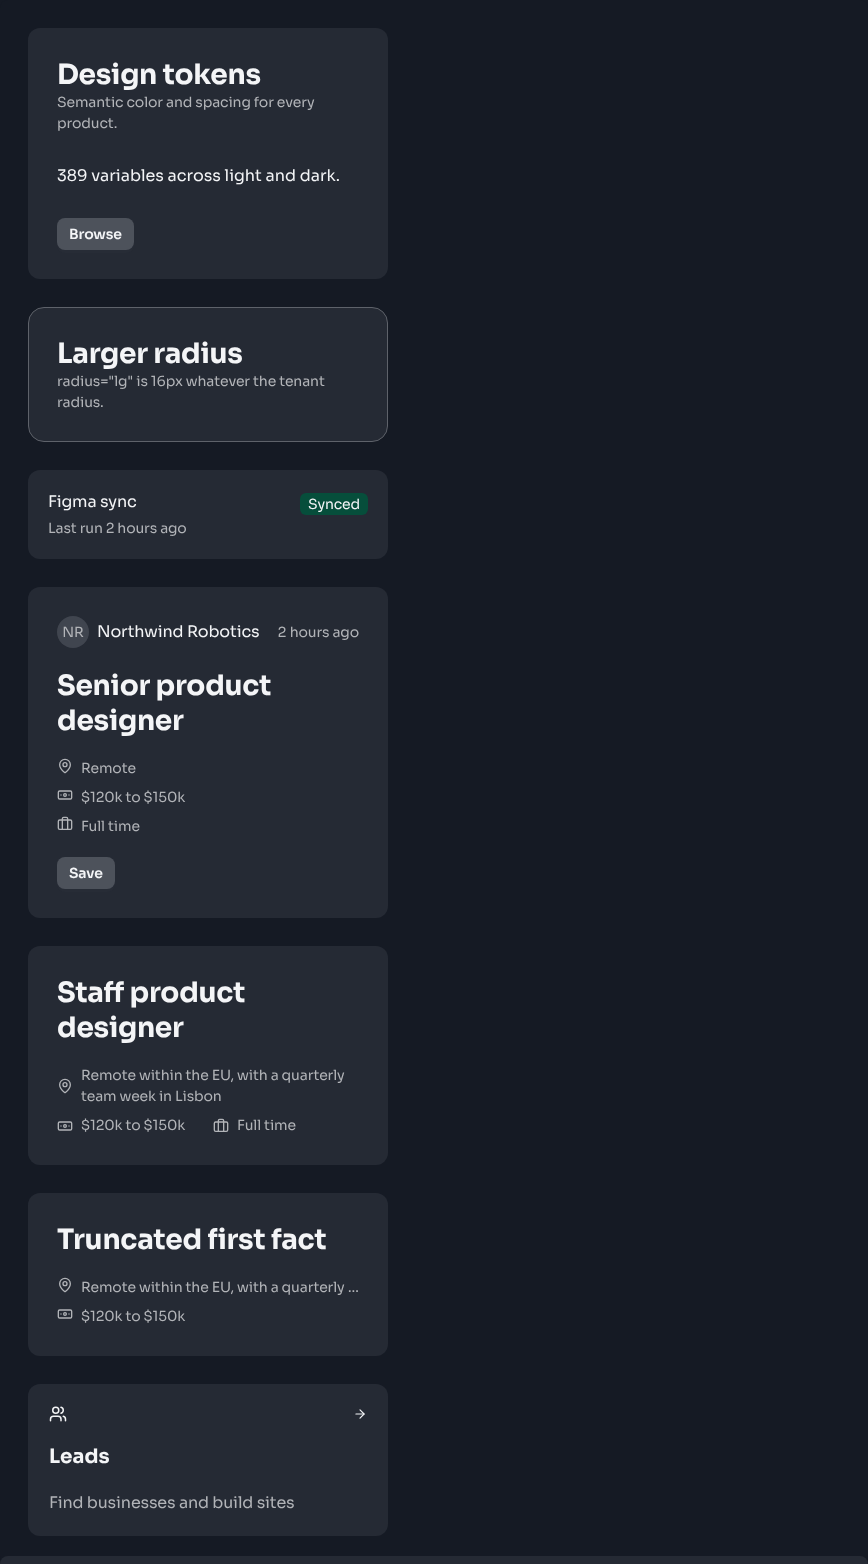 Design tokens
Semantic color and spacing for every
product.
389 variables across light and dark.
Browse
Larger radius
radius="lg" is 16px whatever the tenant
radius.
Figma sync
Synced
Last run 2 hours ago
NR Northwind Robotics 2 hours ago
Senior product
designer
Remote
$120k to $150k
Full time
Save
Staff product
designer
Remote within the EU, with a quarterly
team week in Lisbon
$120k to $150k Full time
Truncated first fact
Remote within the EU, with a quarterly ...
$120k to $150k
Leads
Find businesses and build sites